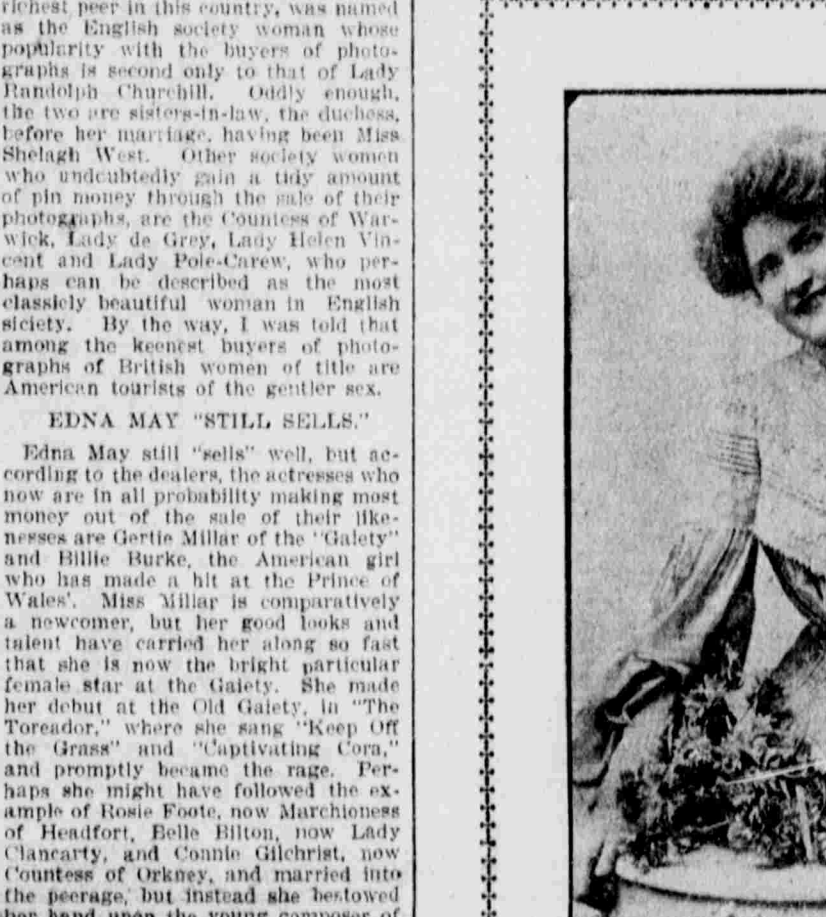 richest peer in this country, was named
as the English society woman whose
popularity with the buyers of photo-
graphs is second only to that of Lady
Randolph Churchill. Oddly enough,
the two are sisters-in-law, the duchess,
before her marriage, having been Miss
Shelagh West. Other society women
who undcubtedly gain a tidy amount
of pin money through the sale of their
photographs, are the Countess of War-
wick, Lady de Grey, Lady Helen Vin-
cent and Lady Pole-Carew, who per-
haps can be described as the most
classicly beautiful woman in English
siciety. By the way, I was told that
among the keenest buyers of photo-
graphs of British women of title are
American tourists of the gentler sex.
EDNA MAY "STILL SELLS."
Edna May still "sells" well, but ac-
cording to the dealers, the actresses who
now are in all probability making most
money out of the sale of their like-
nesses are Gertie Millar of the "Gaiety"
and Billie Burke, the American girl
who has made a hit at the Prince of
Wales'. Miss Millar is comparatively
a newcomer, but her good looks and
talent have carried her along so fast
that she is now the bright particular
female star at the Gaiety. She made
her debut at the Old Gaiety, in "The
Toreador," where she sang "Keep Off
the Grass" and "Captivating Cora,"
and promptly became the rage. Per-
haps she might have followed the ex-
ample of Rosie Foote, now Marchioness
of Headfort, Belle Bilton, now Lady
Clancarty, and Connie Gilchrist, now
Countess of Orkney, and married into
the peerage, but instead she bestowed
her hand upon the young composer of